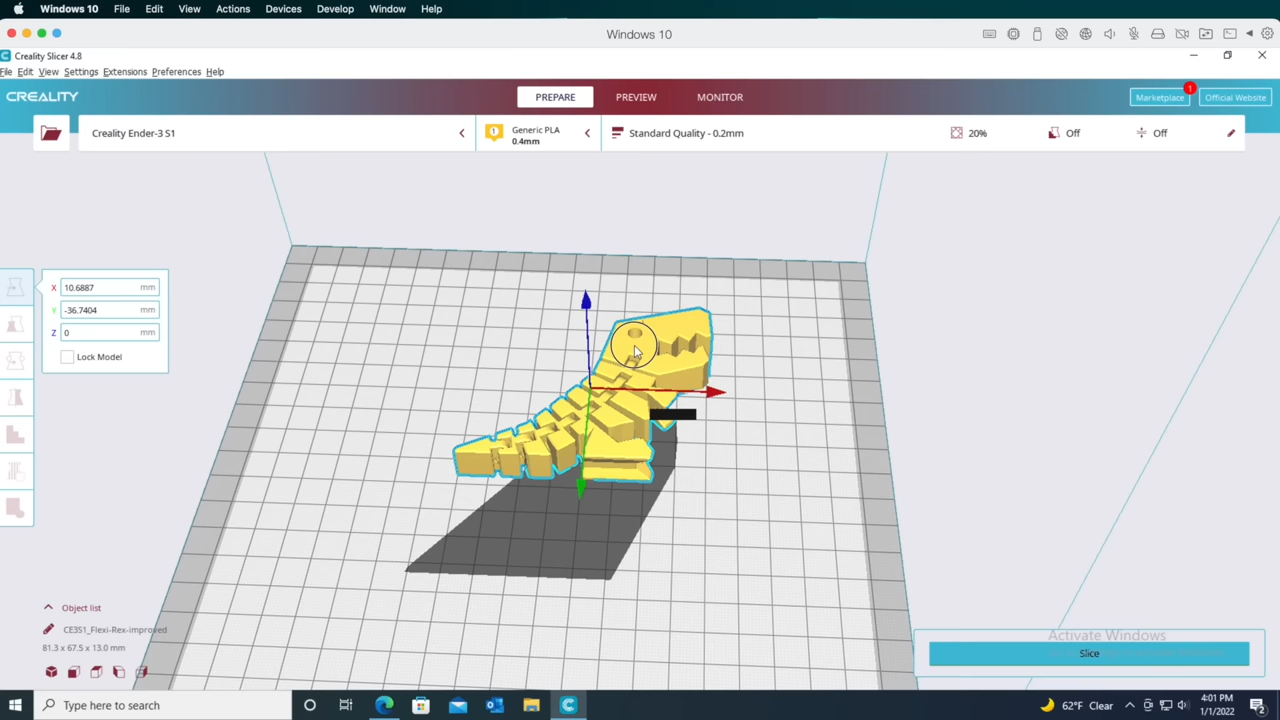 Windows 10 File Edit View Actions Devices Develop Window Help
Windows 10
Creality Slicer 4.8
File Edit View Settings Extensions Preferences Help
CREALITY
PREPARE PREVIEW MONITOR
Marketplace 1 Official Website
Creality Ender-3 S1
1 Generic PLA
0.4mm
Standard Quality - 0.2mm
20% Off Off
X 10.6887 mm
Y -36.7404 mm
Z 0 mm
Lock Model
Object list
CE3S1_Flexi-Rex-improved
81.3 x 67.5 x 13.0 mm
Activate Windows
Slice
Type here to search
62°F Clear
4:01 PM
1/1/2022
2